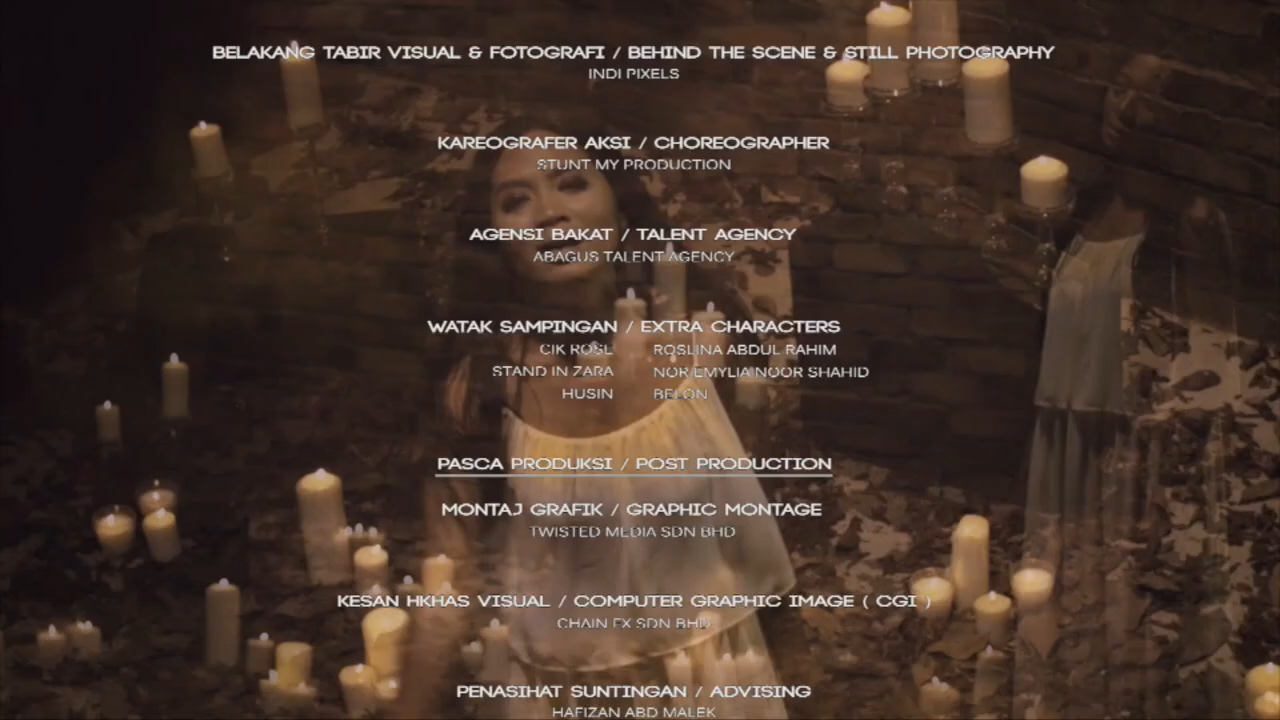 BELAKANG TABIR VISUAL & FOTOGRAFI / BEHIND THE SCENE & STILL PHOTOGRAPHY
INDI PIXELS
KAREOGRAFER AKSI / CHOREOGRAPHER
STUNT MY PRODUCTION
AGENSI BAKAT / TALENT AGENCY
ABAGUS TALENT AGENCY
WATAK SAMPINGAN / EXTRA CHARACTERS
CIK ROSE ROSLINA ABDUL RAHIM
STAND IN ZARA NOR EMYLIA NOOR SHAHID
HUSIN BELON
PASCA PRODUKSI / POST PRODUCTION
MONTAJ GRAFIK / GRAPHIC MONTAGE
TWISTED MEDIA SDN BHD
KESAN HKHAS VISUAL / COMPUTER GRAPHIC IMAGE ( CGI )
CHAIN FX SDN BHD
PENASIHAT SUNTINGAN / ADVISING
HAFIZAN ABD MALEK